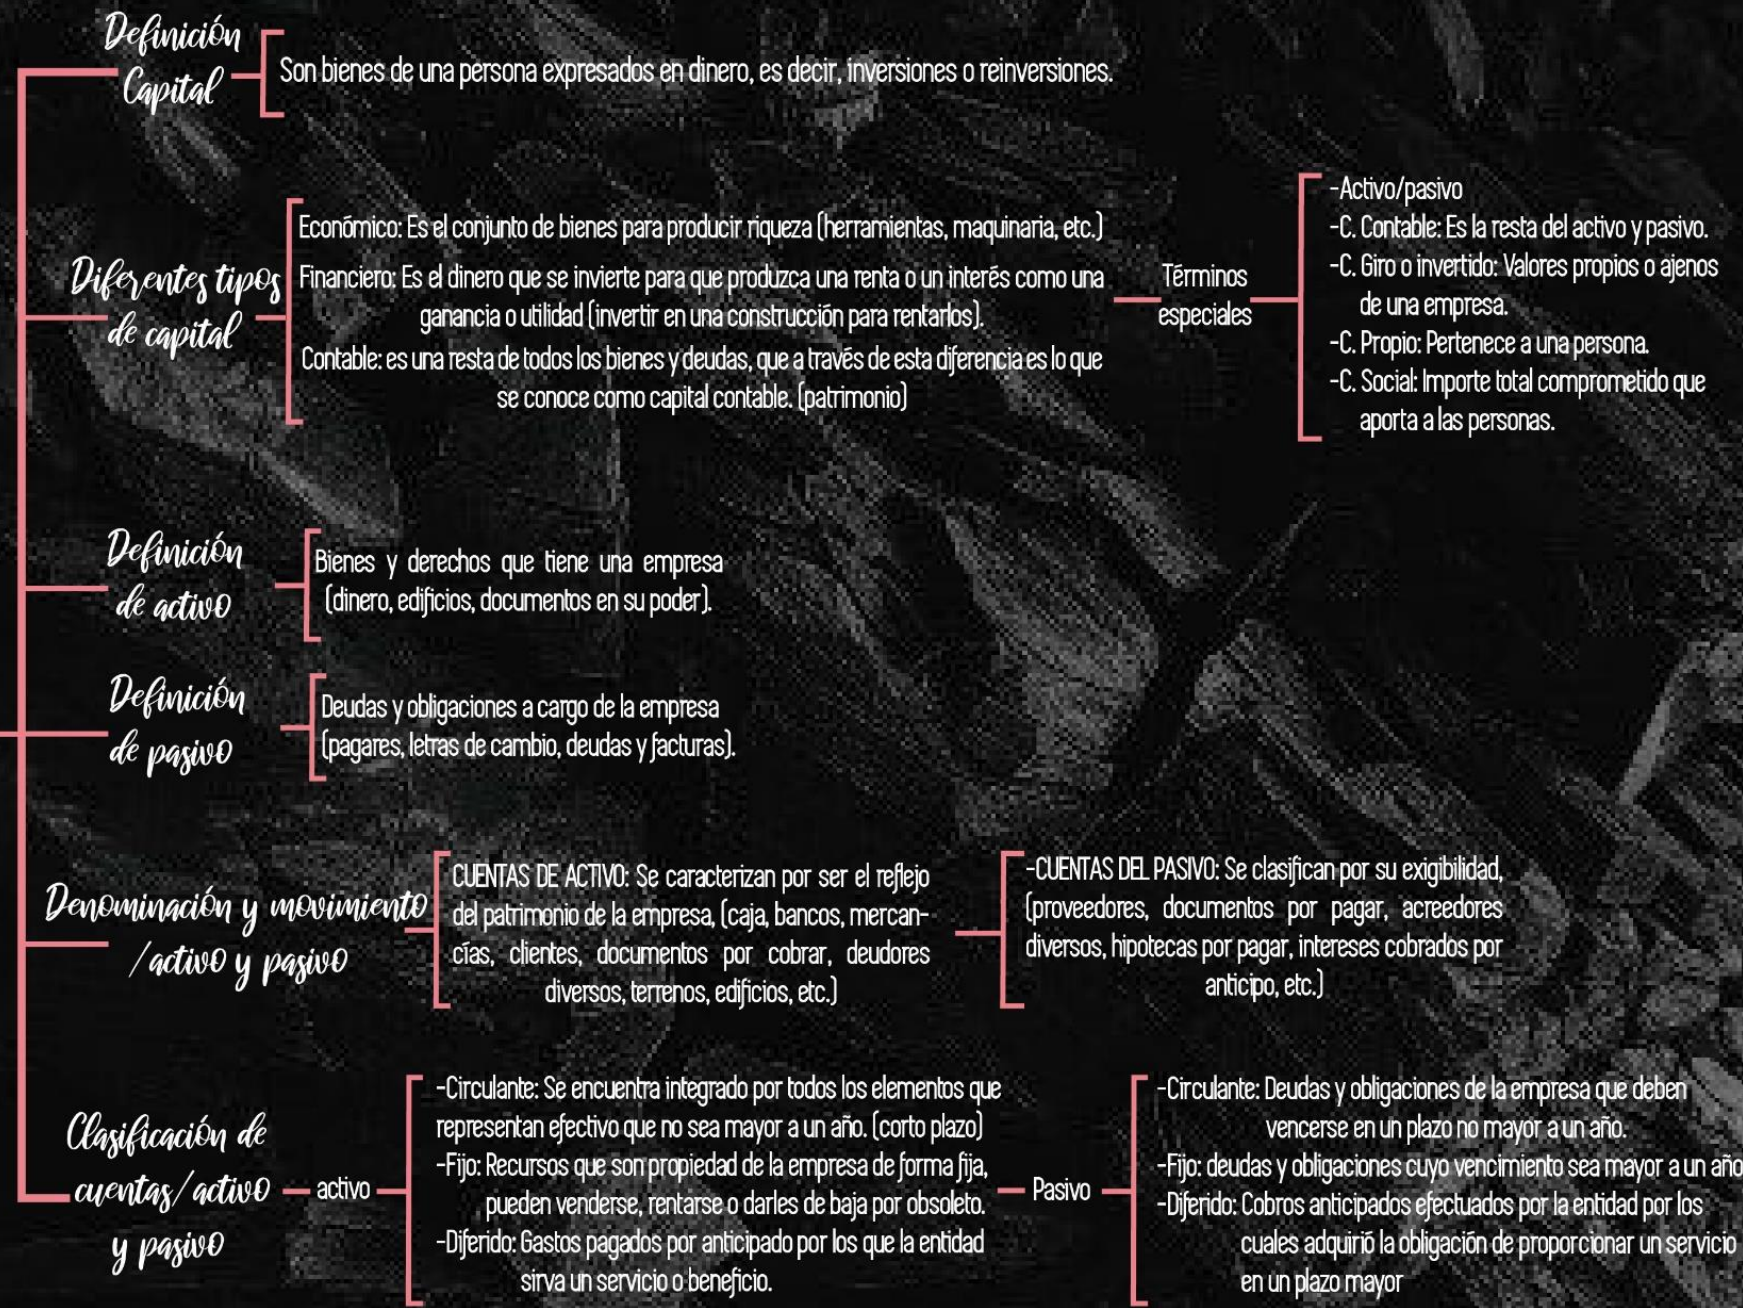 Definición
Capital
Son bienes de una persona expresados en dinero, es decir, inversiones o reinversiones.
Diferentes tipos
de capital
Económico: Es el conjunto de bienes para producir riqueza (herramientas, maquinaria, etc.)
Financiero: Es el dinero que se invierte para que produzca una renta o un interés como una
ganancia o utilidad (invertir en una construcción para rentarlos).
Contable: es una resta de todos los bienes y deudas, que a través de esta diferencia es lo que
se conoce como capital contable. (patrimonio)
Términos
especiales
-Activo/pasivo
-C. Contable: Es la resta del activo y pasivo.
-C. Giro o invertido: Valores propios o ajenos
de una empresa.
-C. Propio: Pertenece a una persona.
-C. Social: Importe total comprometido que
aporta a las personas.
Definición
de activo
Bienes y derechos que tiene una empresa
(dinero, edificios, documentos en su poder).
Definición
de pasivo
Deudas y obligaciones a cargo de la empresa
(pagares, letras de cambio, deudas y facturas).
Denominación y movimiento
/activo y pasivo
CUENTAS DE ACTIVO: Se caracterizan por ser el reflejo
del patrimonio de la empresa, (caja, bancos, mercan-
cías, clientes, documentos por cobrar, deudores
diversos, terrenos, edificios, etc.)
-CUENTAS DEL PASIVO: Se clasifican por su exigibilidad,
(proveedores, documentos por pagar, acreedores
diversos, hipotecas por pagar, intereses cobrados por
anticipo, etc.)
Clasificación de
cuentas/activo
y pasivo
activo
-Circulante: Se encuentra integrado por todos los elementos que
representan efectivo que no sea mayor a un año. (corto plazo)
-Fijo: Recursos que son propiedad de la empresa de forma fija,
pueden venderse, rentarse o darles de baja por obsoleto.
-Diferido: Gastos pagados por anticipado por los que la entidad
sirva un servicio o beneficio.
Pasivo
-Circulante: Deudas y obligaciones de la empresa que deben
vencerse en un plazo no mayor a un año.
-Fijo: deudas y obligaciones cuyo vencimiento sea mayor a un año
-Diferido: Cobros anticipados efectuados por la entidad por los
cuales adquirió la obligación de proporcionar un servicio
en un plazo mayor